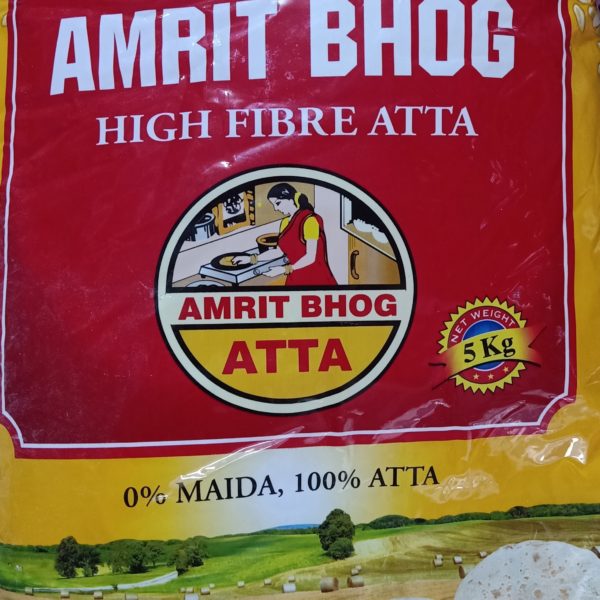 AMRIT BHOG
HIGH FIBRE ATTA
AMRIT BHOG
ATTA
NET WEIGHT
5 Kg
0% MAIDA, 100% ATTA